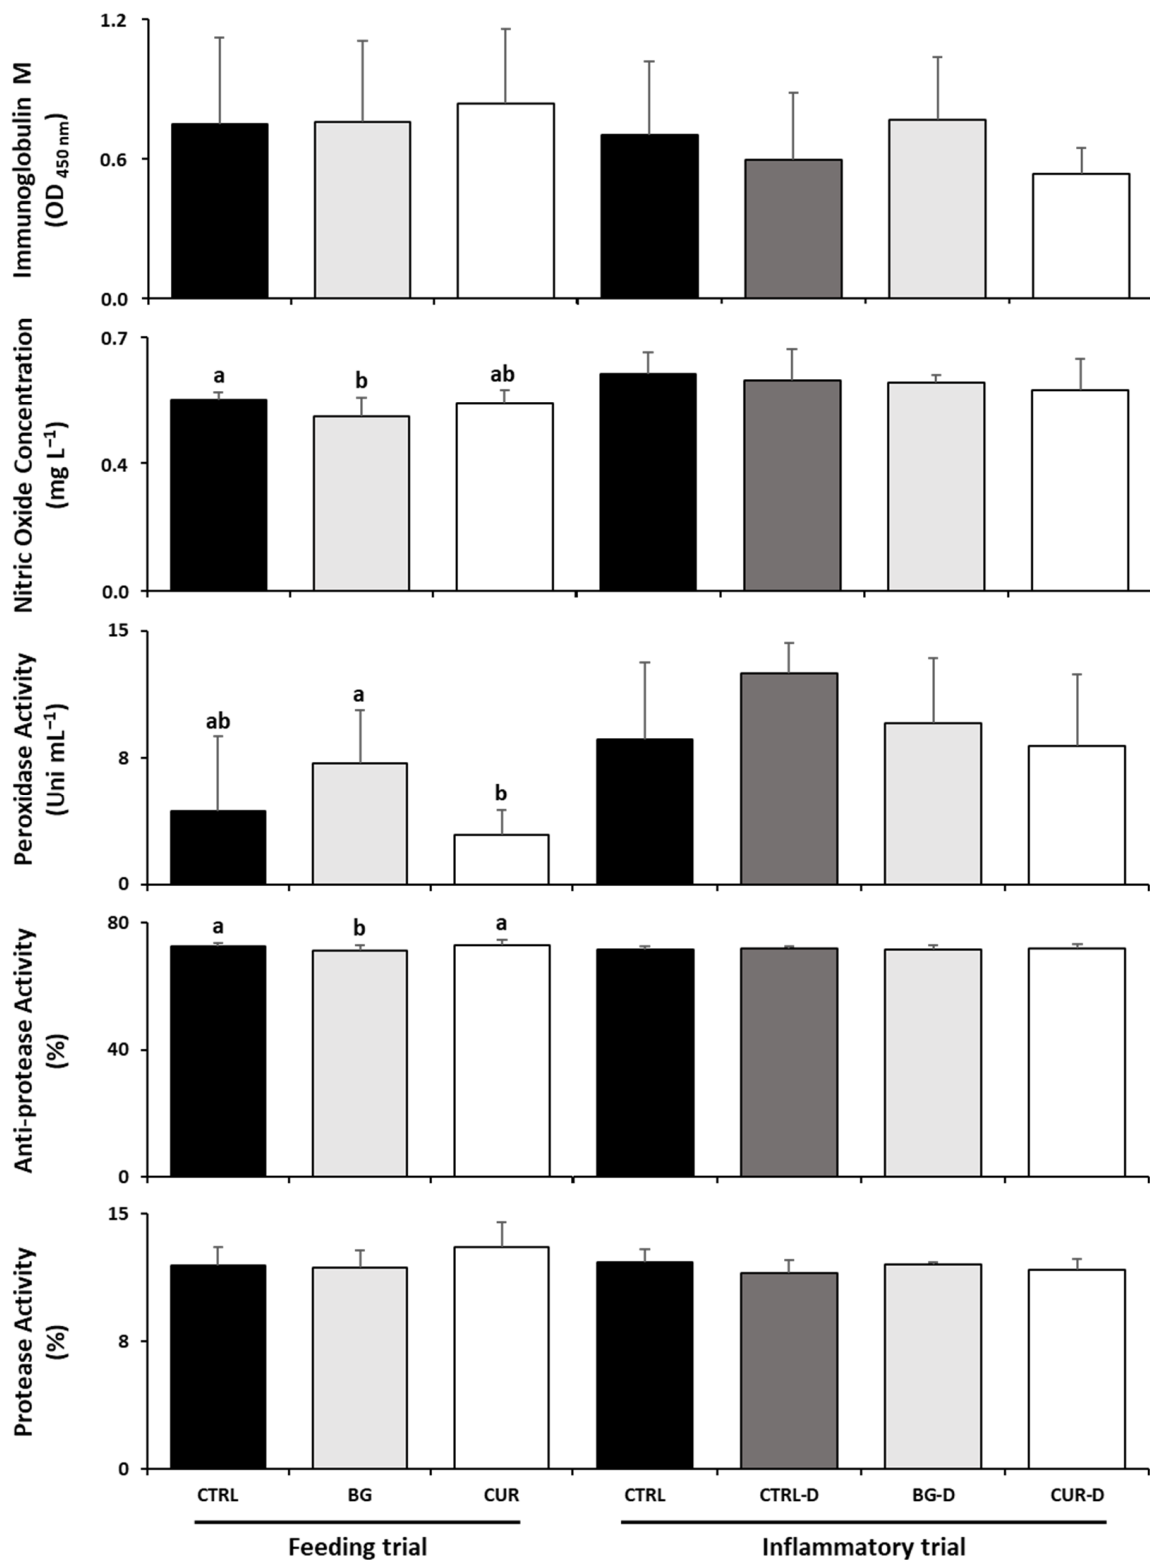 Immunoglobulin M
(OD 450 nm)
1.2
0.6
0.0
Nitric Oxide Concentration
(mg L⁻¹)
0.7
0.4
0.0
a
b
ab
Peroxidase Activity
(Uni mL⁻¹)
15
8
0
ab
a
b
Anti-protease Activity
(%)
80
40
0
a
b
a
Protease Activity
(%)
15
8
0
CTRL BG CUR CTRL CTRL-D BG-D CUR-D
Feeding trial Inflammatory trial